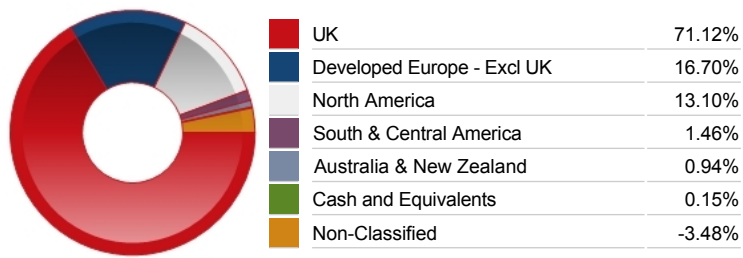 UK 71.12%
Developed Europe - Excl UK 16.70%
North America 13.10%
South & Central America 1.46%
Australia & New Zealand 0.94%
Cash and Equivalents 0.15%
Non-Classified -3.48%